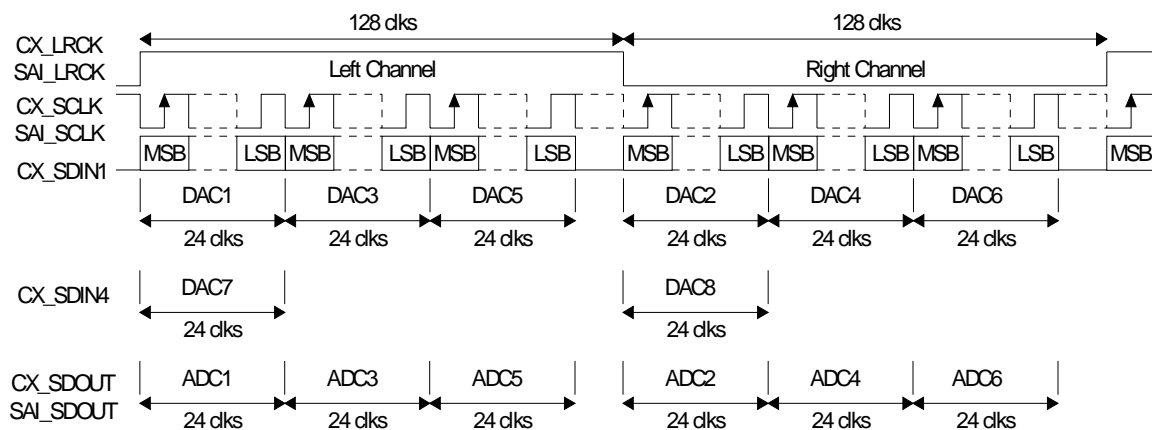 128 clks 128 clks
CX_LRCK
SAI_LRCK
Left Channel Right Channel
CX_SCLK
SAI_SCLK
MSB LSB MSB LSB MSB LSB MSB LSB MSB LSB MSB LSB MSB
CX_SDIN1
DAC1 DAC3 DAC5 DAC2 DAC4 DAC6
24 clks 24 clks 24 clks 24 clks 24 clks 24 clks
CX_SDIN4
DAC7 DAC8
24 clks 24 clks
CX_SDOUT
SAI_SDOUT
ADC1 ADC3 ADC5 ADC2 ADC4 ADC6
24 clks 24 clks 24 clks 24 clks 24 clks 24 clks